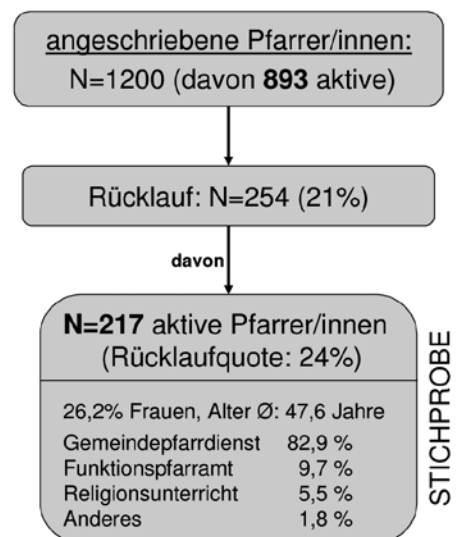 angeschriebene Pfarrer/innen:
N=1200 (davon 893 aktive)
Rücklauf: N=254 (21%)
davon
N=217 aktive Pfarrer/innen
(Rücklaufquote: 24%)
26,2% Frauen, Alter Ø: 47,6 Jahre
Gemeindepfarrdienst 82,9 %
Funktionspfarramt 9,7 %
Religionsunterricht 5,5 %
Anderes 1,8 %
STICHPROBE